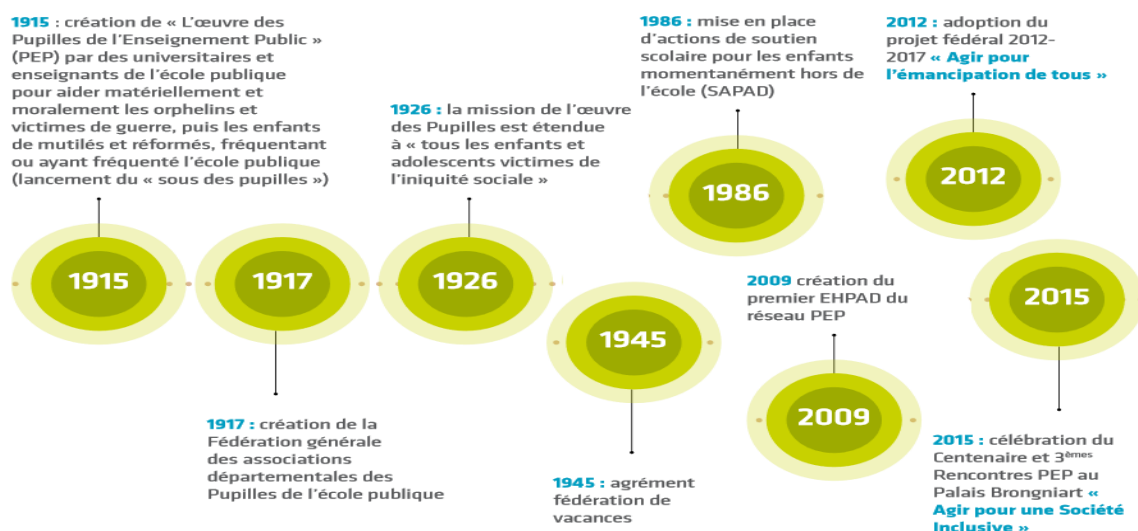 1915 : création de « L’œuvre des
Pupilles de l’Enseignement Public »
(PEP) par des universitaires et
enseignants de l’école publique
pour aider matériellement et
moralement les orphelins et
victimes de guerre, puis les enfants
de mutilés et réformés, fréquentant
ou ayant fréquenté l’école publique
(lancement du « sous des pupilles »)
1915
1917
1917 : création de la
Fédération générale
des associations
départementales des
Pupilles de l’école publique
1926 : la mission de l’œuvre
des Pupilles est étendue
à « tous les enfants et
adolescents victimes de
l’iniquité sociale »
1926
1945
1945 : agrément
fédération de
vacances
1986 : mise en place
d’actions de soutien
scolaire pour les enfants
momentanément hors de
l’école (SAPAD)
1986
2009 création du
premier EHPAD du
réseau PEP
2009
2012 : adoption du
projet fédéral 2012-
2017 « Agir pour
l’émancipation de tous »
2012
2015
2015 : célébration du
Centenaire et 3èmes
Rencontres PEP au
Palais Brongniart «
Agir pour une Société
Inclusive »